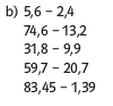 b) 5,6 – 2,4
74,6 – 13,2
31,8 – 9,9
59,7 – 20,7
83,45 – 1,39